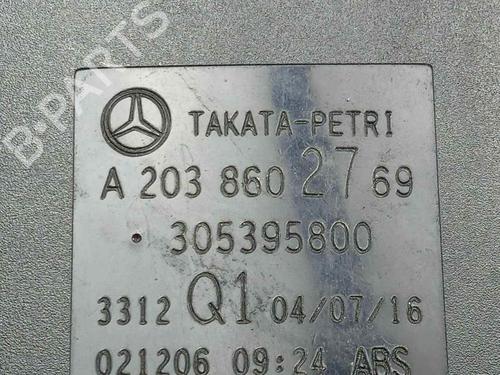 B-PARTS
TAKATA-PETRI
A 203 860 27 69
305395800
3312 Q1 04/07/16
021206 09:24 ABS